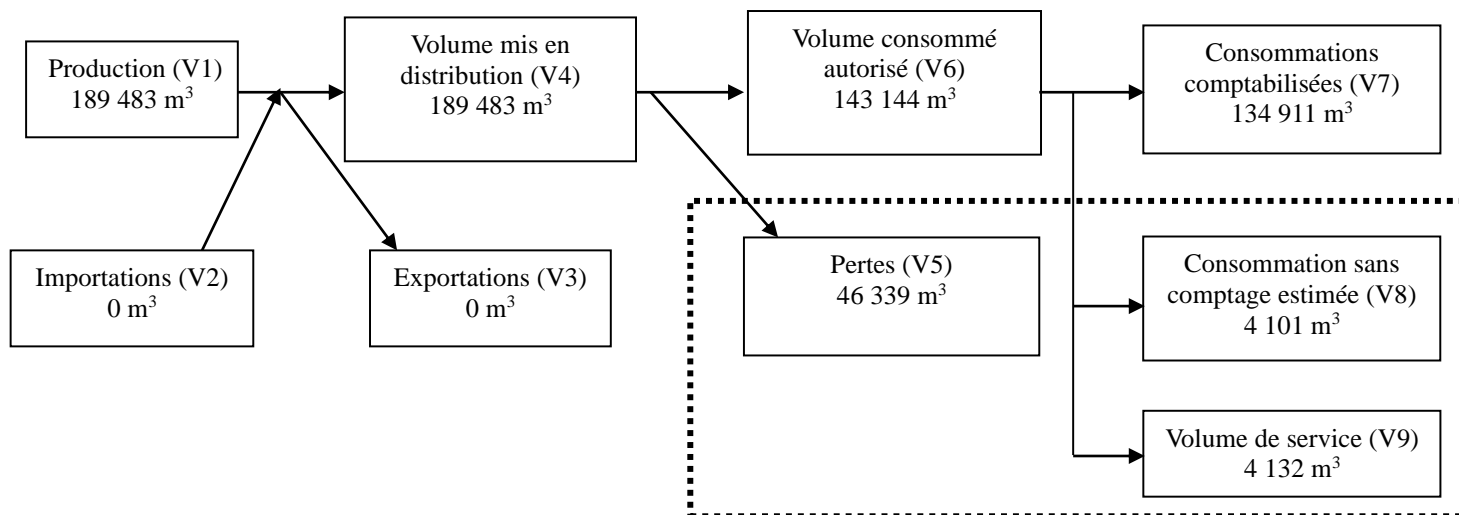 Production (V1)
189 483 m³
Volume mis en
distribution (V4)
189 483 m³
Volume consommé
autorisé (V6)
143 144 m³
Consommations
comptabilisées (V7)
134 911 m³
Importations (V2)
0 m³
Exportations (V3)
0 m³
Pertes (V5)
46 339 m³
Consommation sans
comptage estimée (V8)
4 101 m³
Volume de service (V9)
4 132 m³